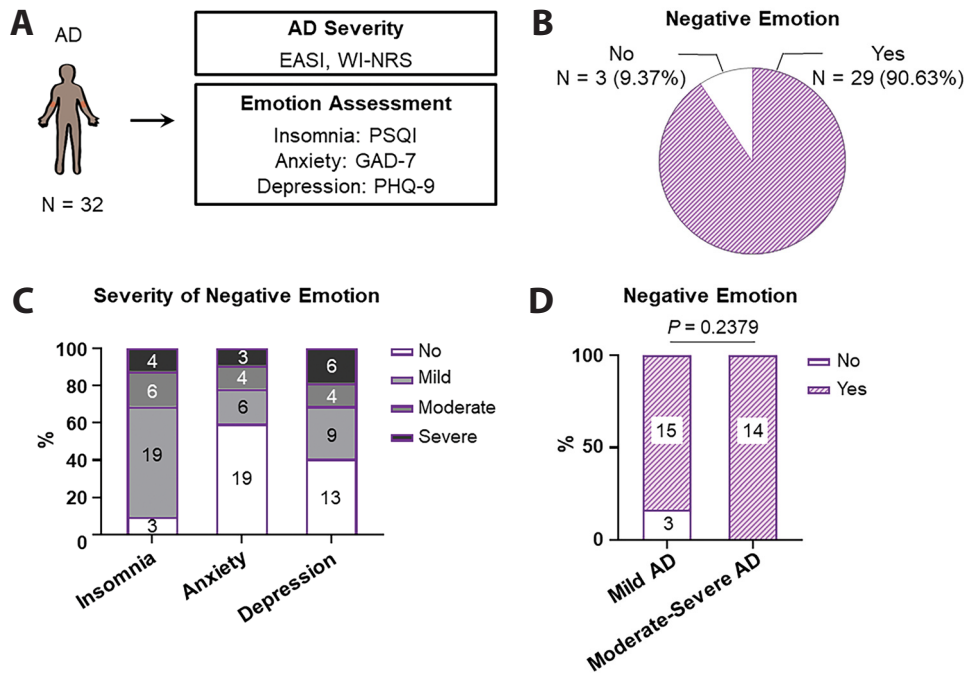 A
AD
N = 32
AD Severity
EASI, WI-NRS
Emotion Assessment
Insomnia: PSQI
Anxiety: GAD-7
Depression: PHQ-9
B
Negative Emotion
No
N = 3 (9.37%)
Yes
N = 29 (90.63%)
C
Severity of Negative Emotion
%
100
80
60
40
20
0
4
6
19
3
3
4
6
19
6
4
9
13
Insomnia
Anxiety
Depression
No
Mild
Moderate
Severe
D
Negative Emotion
P = 0.2379
%
100
50
0
15
3
14
Mild AD
Moderate-Severe AD
No
Yes